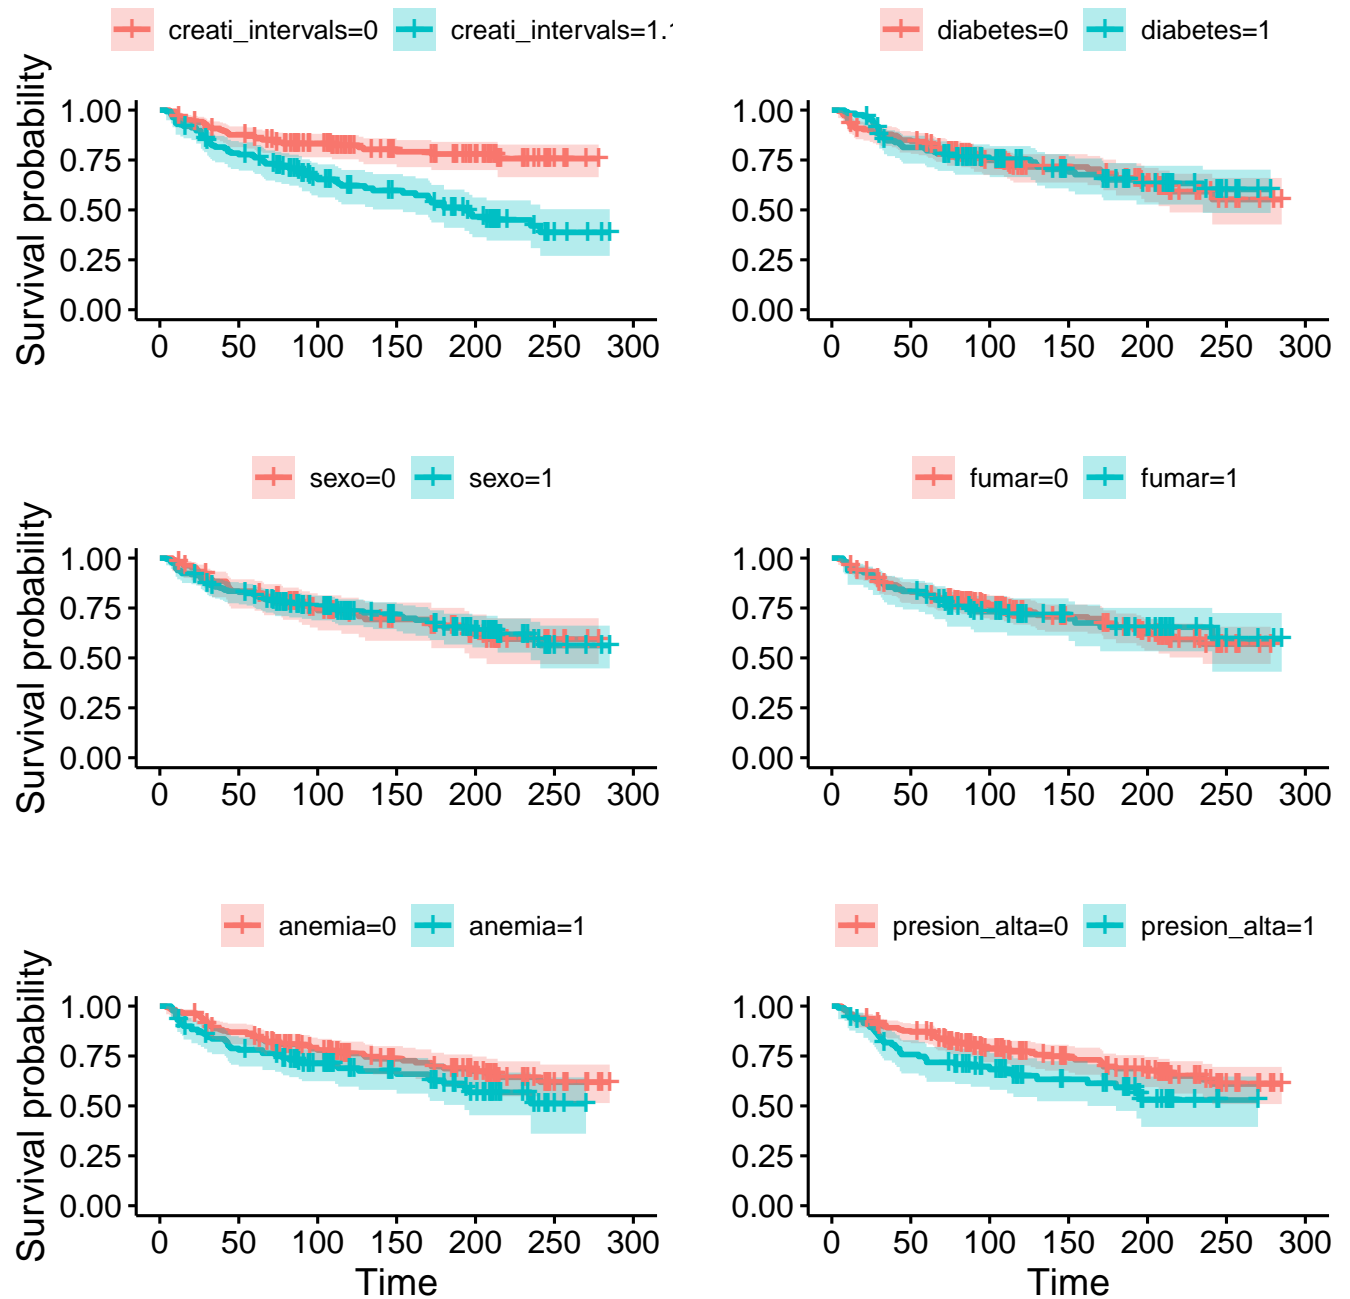 creati_intervals=0 creati_intervals=1.
Survival probability
1.00
0.75
0.50
0.25
0.00
0 50 100 150 200 250 300
diabetes=0 diabetes=1
1.00
0.75
0.50
0.25
0.00
0 50 100 150 200 250 300
sexo=0 sexo=1
Survival probability
1.00
0.75
0.50
0.25
0.00
0 50 100 150 200 250 300
fumar=0 fumar=1
1.00
0.75
0.50
0.25
0.00
0 50 100 150 200 250 300
anemia=0 anemia=1
Survival probability
1.00
0.75
0.50
0.25
0.00
0 50 100 150 200 250 300
Time
presion_alta=0 presion_alta=1
1.00
0.75
0.50
0.25
0.00
0 50 100 150 200 250 300
Time